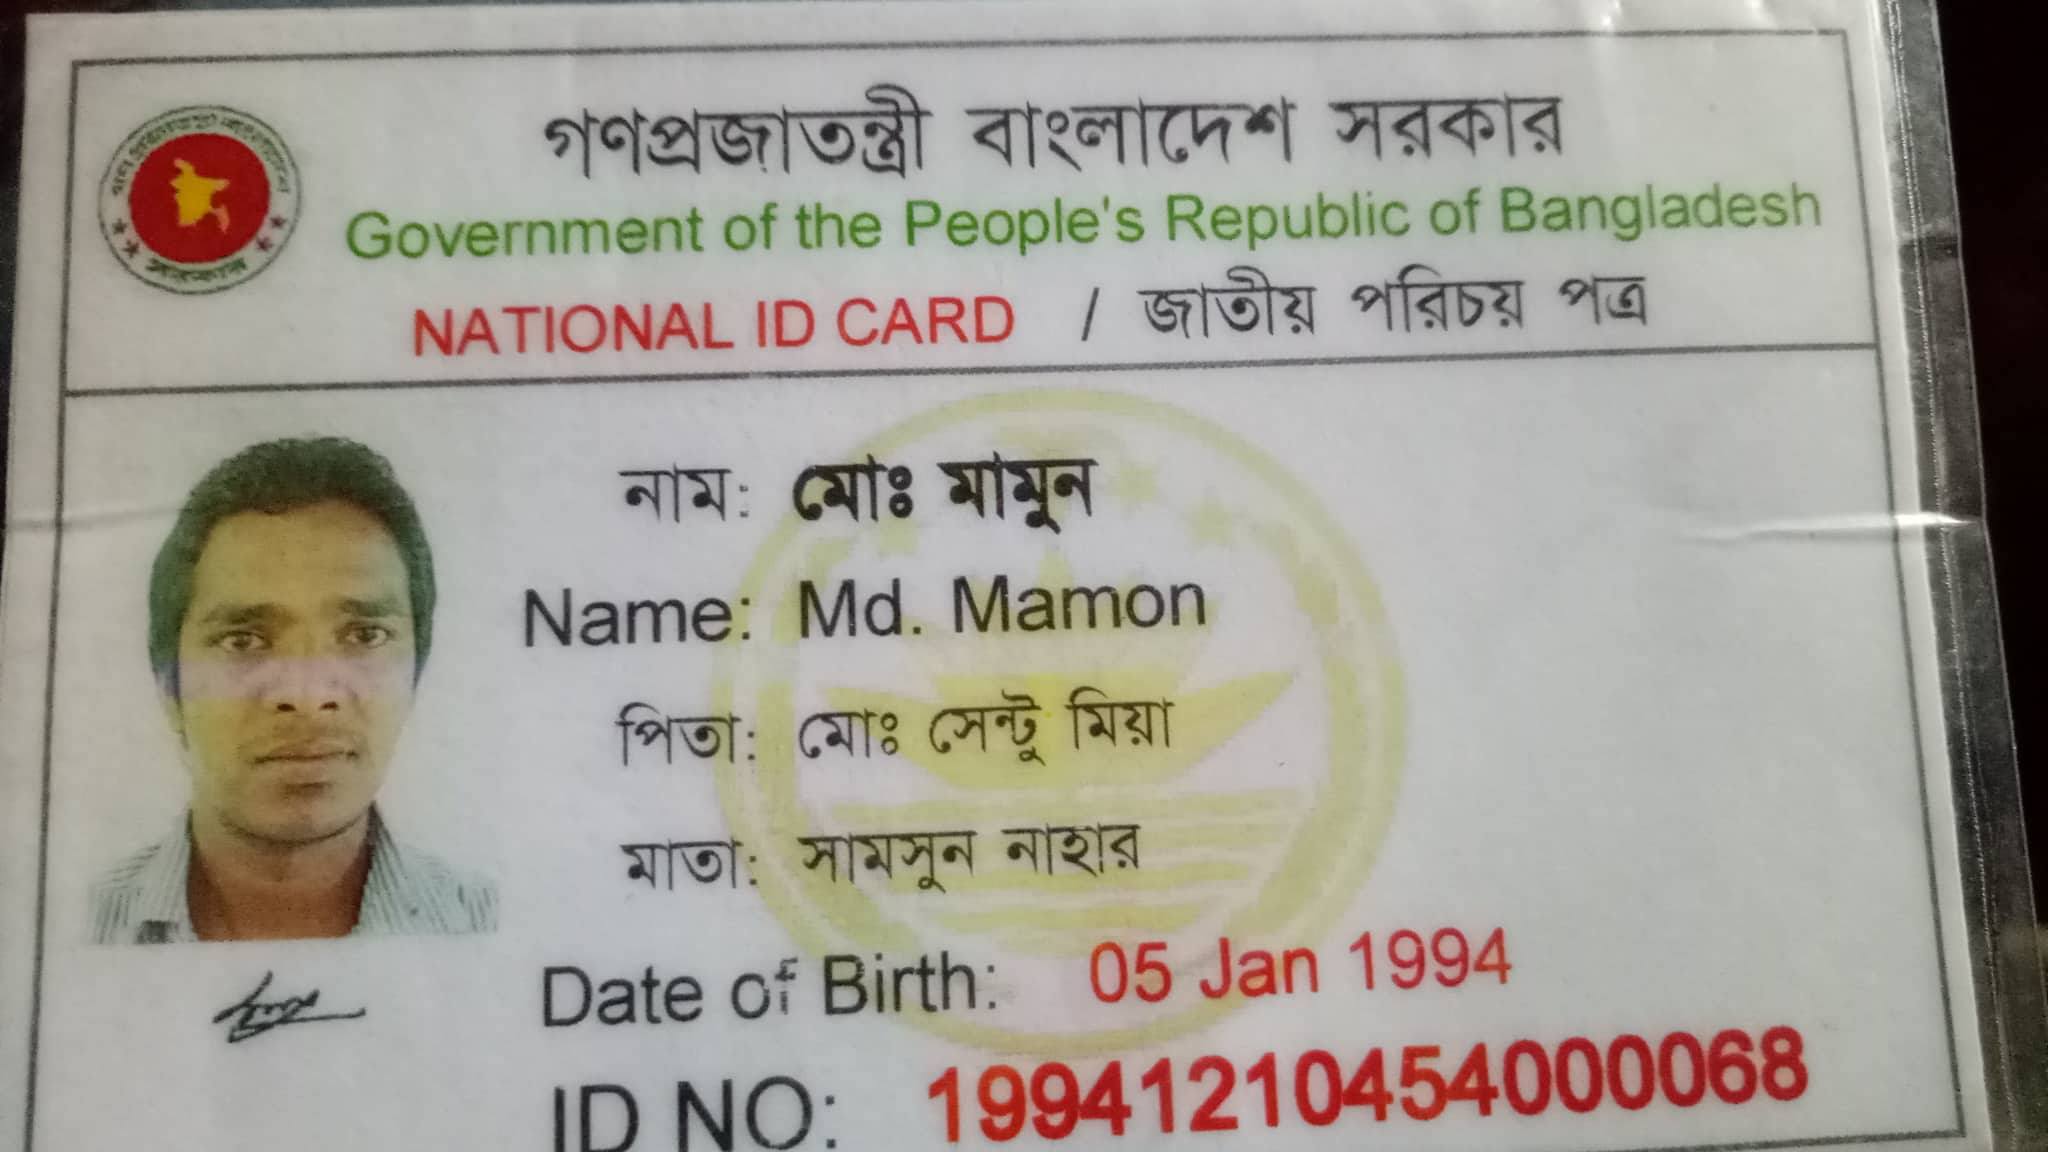 গণপ্রজাতন্ত্রী বাংলাদেশ সরকার
Government of the People's Republic of Bangladesh
NATIONAL ID CARD / জাতীয় পরিচয় পত্র
নাম: মোঃ মামুন
Name: Md. Mamon
পিতা: মোঃ সেন্টু মিয়া
মাতা: সামসুন নাহার
Date of Birth: 05 Jan 1994
ID NO: 19941210454000068